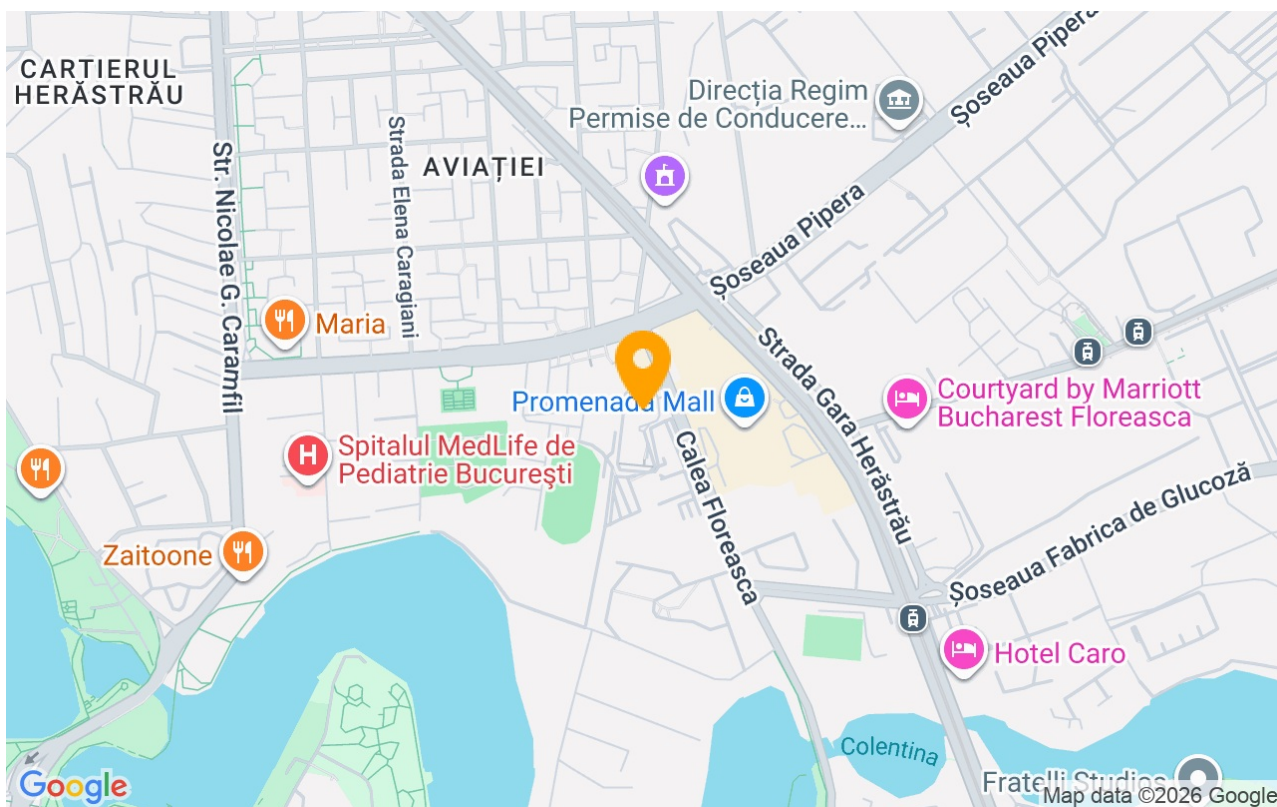 CARTIERUL
HERĂSTRĂU
Direcția Regim
Permise de Conducere...
Șoseaua Pipera
Strada Elena Caragiani
AVIAȚIEI
Str. Nicolae G. Caramfil
Șoseaua Pipera
Maria
Strada Gara Herăstrău
Promenada Mall
Courtyard by Marriott
Bucharest Floreasca
Spitalul MedLife de
Pediatrie Bucureşti
Calea Floreasca
Șoseaua Fabrica de Glucoză
Zaitoone
Hotel Caro
Colentina
Fratelli Studios
Google
Map data ©2026 Google